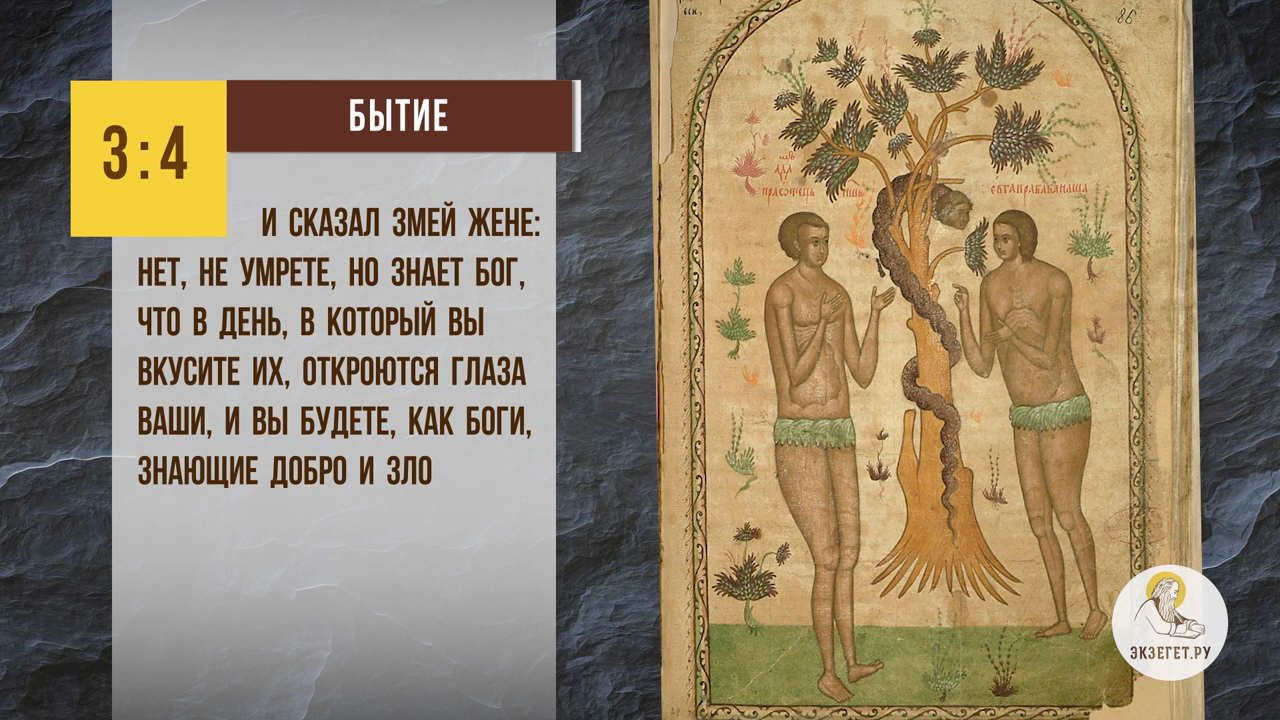 3:4
БЫТИЕ
И СКАЗАЛ ЗМЕЙ ЖЕНЕ:
НЕТ, НЕ УМРЕТЕ, НО ЗНАЕТ БОГ,
ЧТО В ДЕНЬ, В КОТОРЫЙ ВЫ
ВКУСИТЕ ИХ, ОТКРОЮТСЯ ГЛАЗА
ВАШИ, И ВЫ БУДЕТЕ, КАК БОГИ,
ЗНАЮЩИЕ ДОБРО И ЗЛО
86
ЭКЗЕГЕТ.РУ